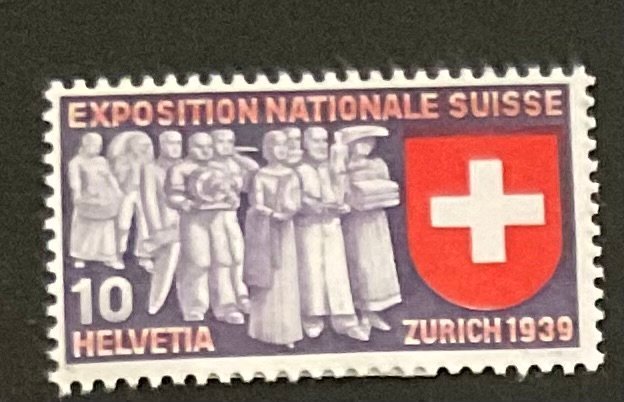 EXPOSITION NATIONALE SUISSE
10
HELVETIA ZURICH 1939